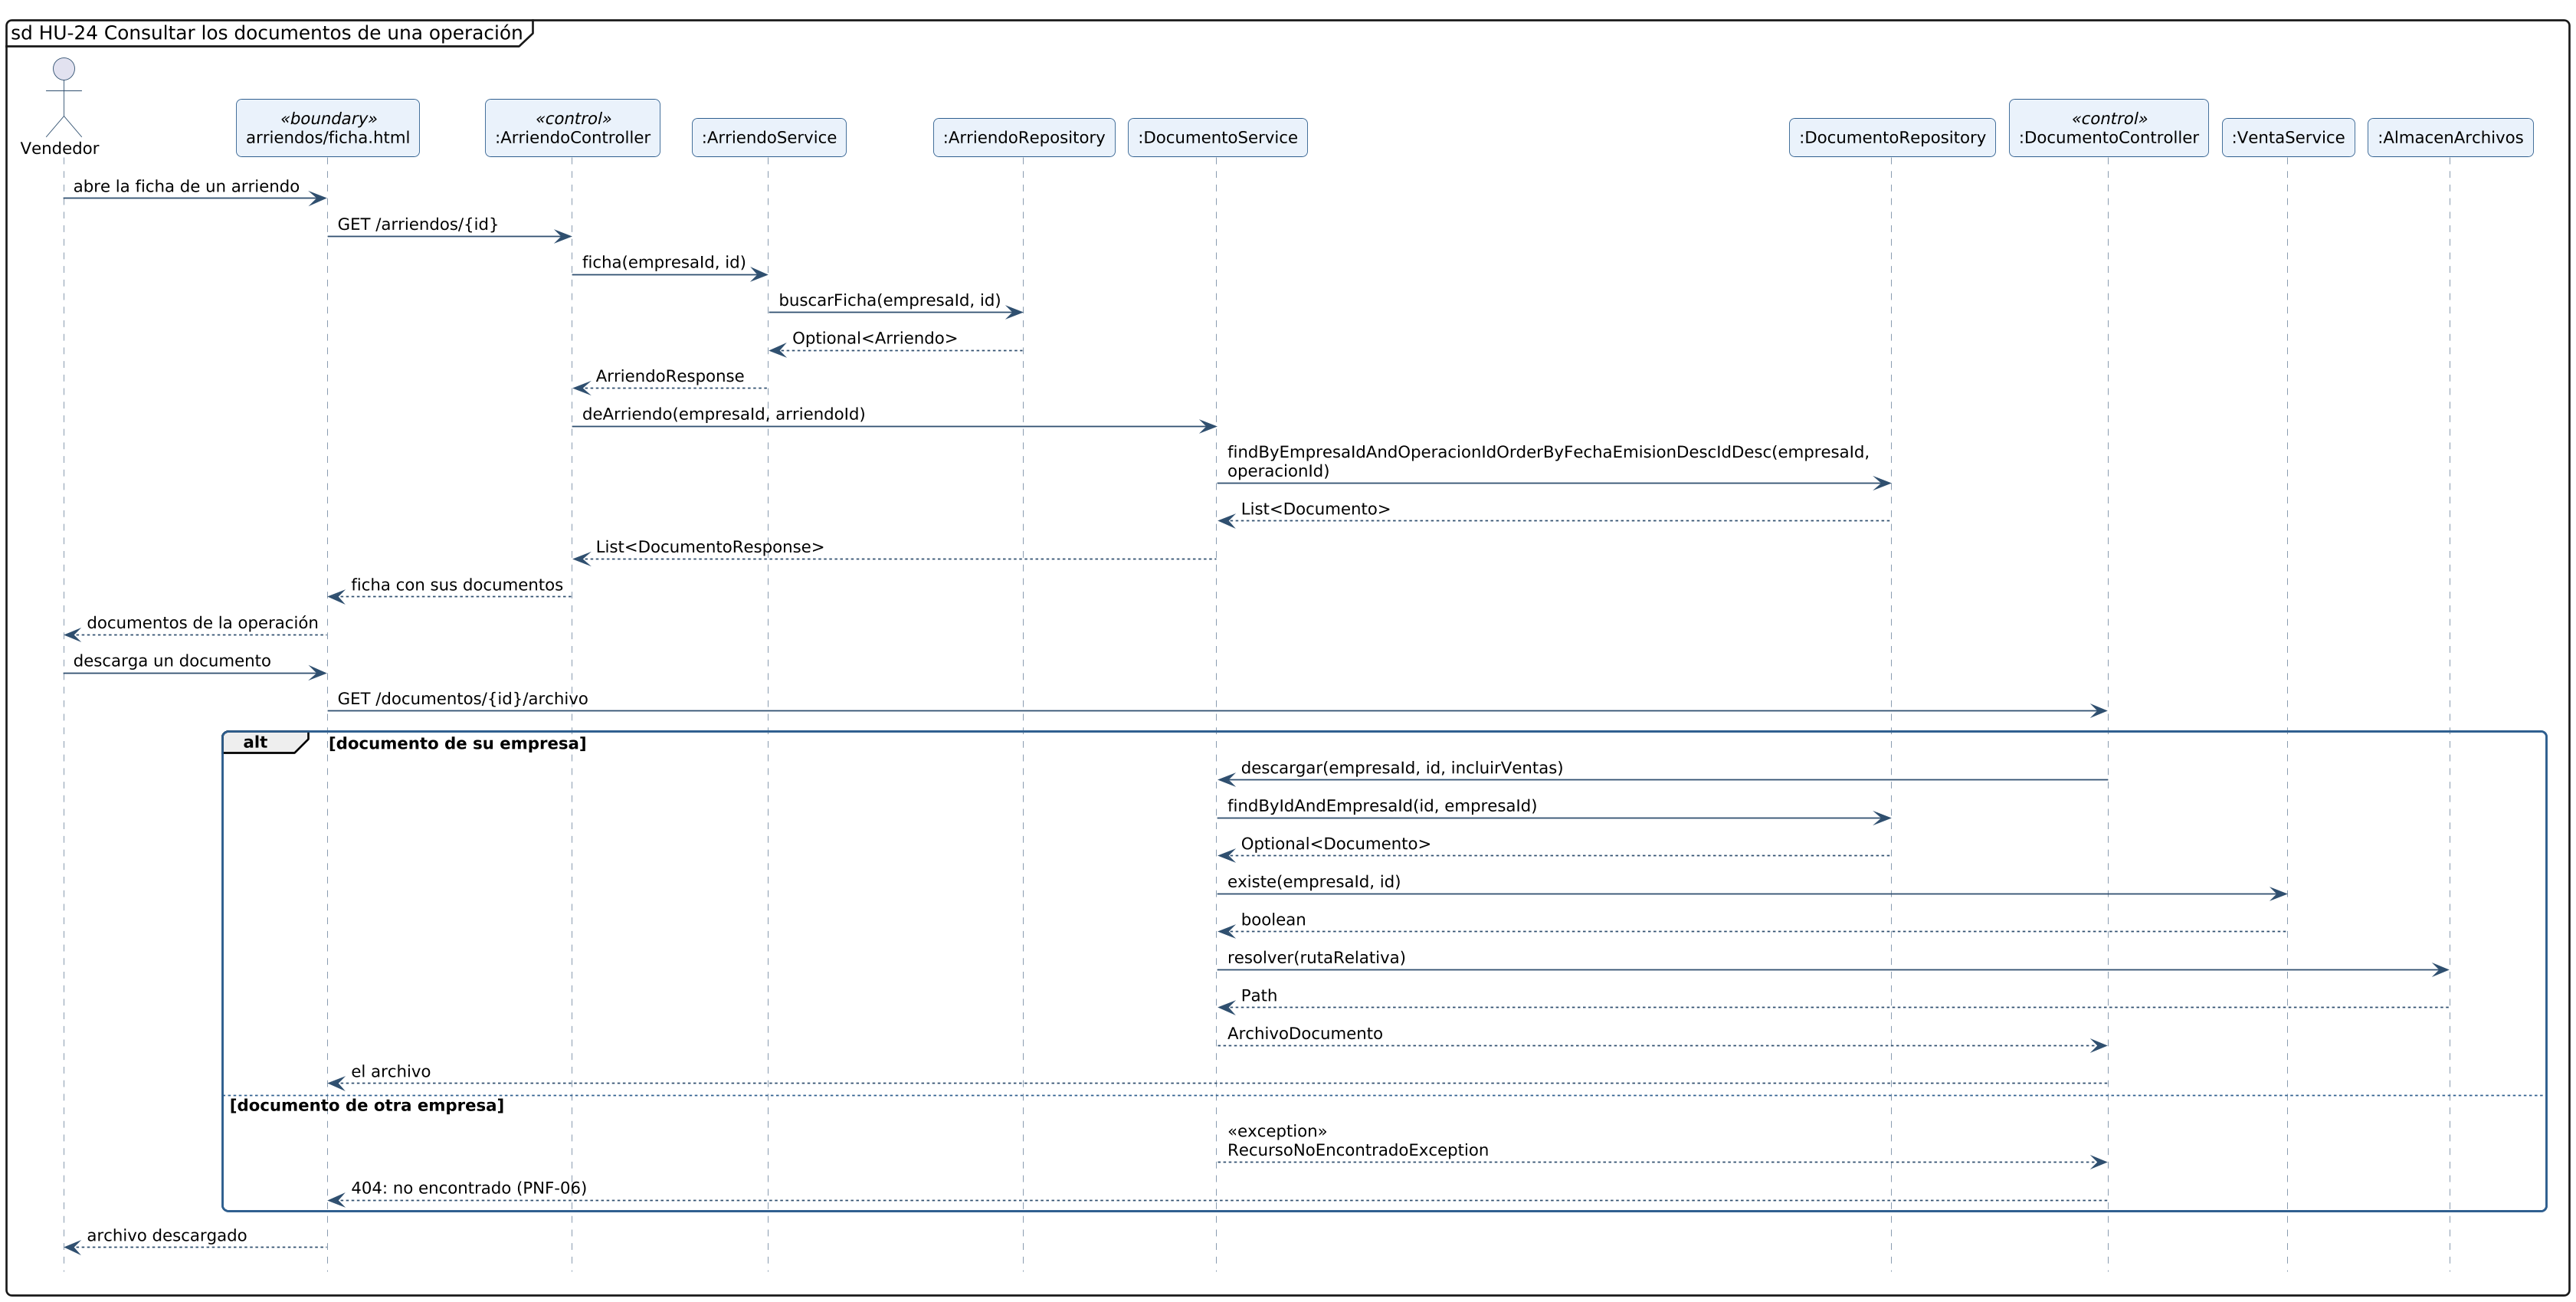 sd HU-24 Consultar los documentos de una operación
Vendedor
«boundary»
arriendos/ficha.html
«control»
:ArriendoController
:ArriendoService
:ArriendoRepository
:DocumentoService
:DocumentoRepository
«control»
:DocumentoController
:VentaService
:AlmacenArchivos
abre la ficha de un arriendo
GET /arriendos/{id}
ficha(empresaId, id)
buscarFicha(empresaId, id)
Optional<Arriendo>
ArriendoResponse
deArriendo(empresaId, arriendoId)
findByEmpresaIdAndOperacionIdOrderByFechaEmisionDescIdDesc(empresaId,
operacionId)
List<Documento>
List<DocumentoResponse>
ficha con sus documentos
documentos de la operación
descarga un documento
GET /documentos/{id}/archivo
alt [documento de su empresa]
descargar(empresaId, id, incluirVentas)
findByIdAndEmpresaId(id, empresaId)
Optional<Documento>
existe(empresaId, id)
boolean
resolver(rutaRelativa)
Path
ArchivoDocumento
el archivo
[documento de otra empresa]
«exception»
RecursoNoEncontradoException
404: no encontrado (PNF-06)
archivo descargado